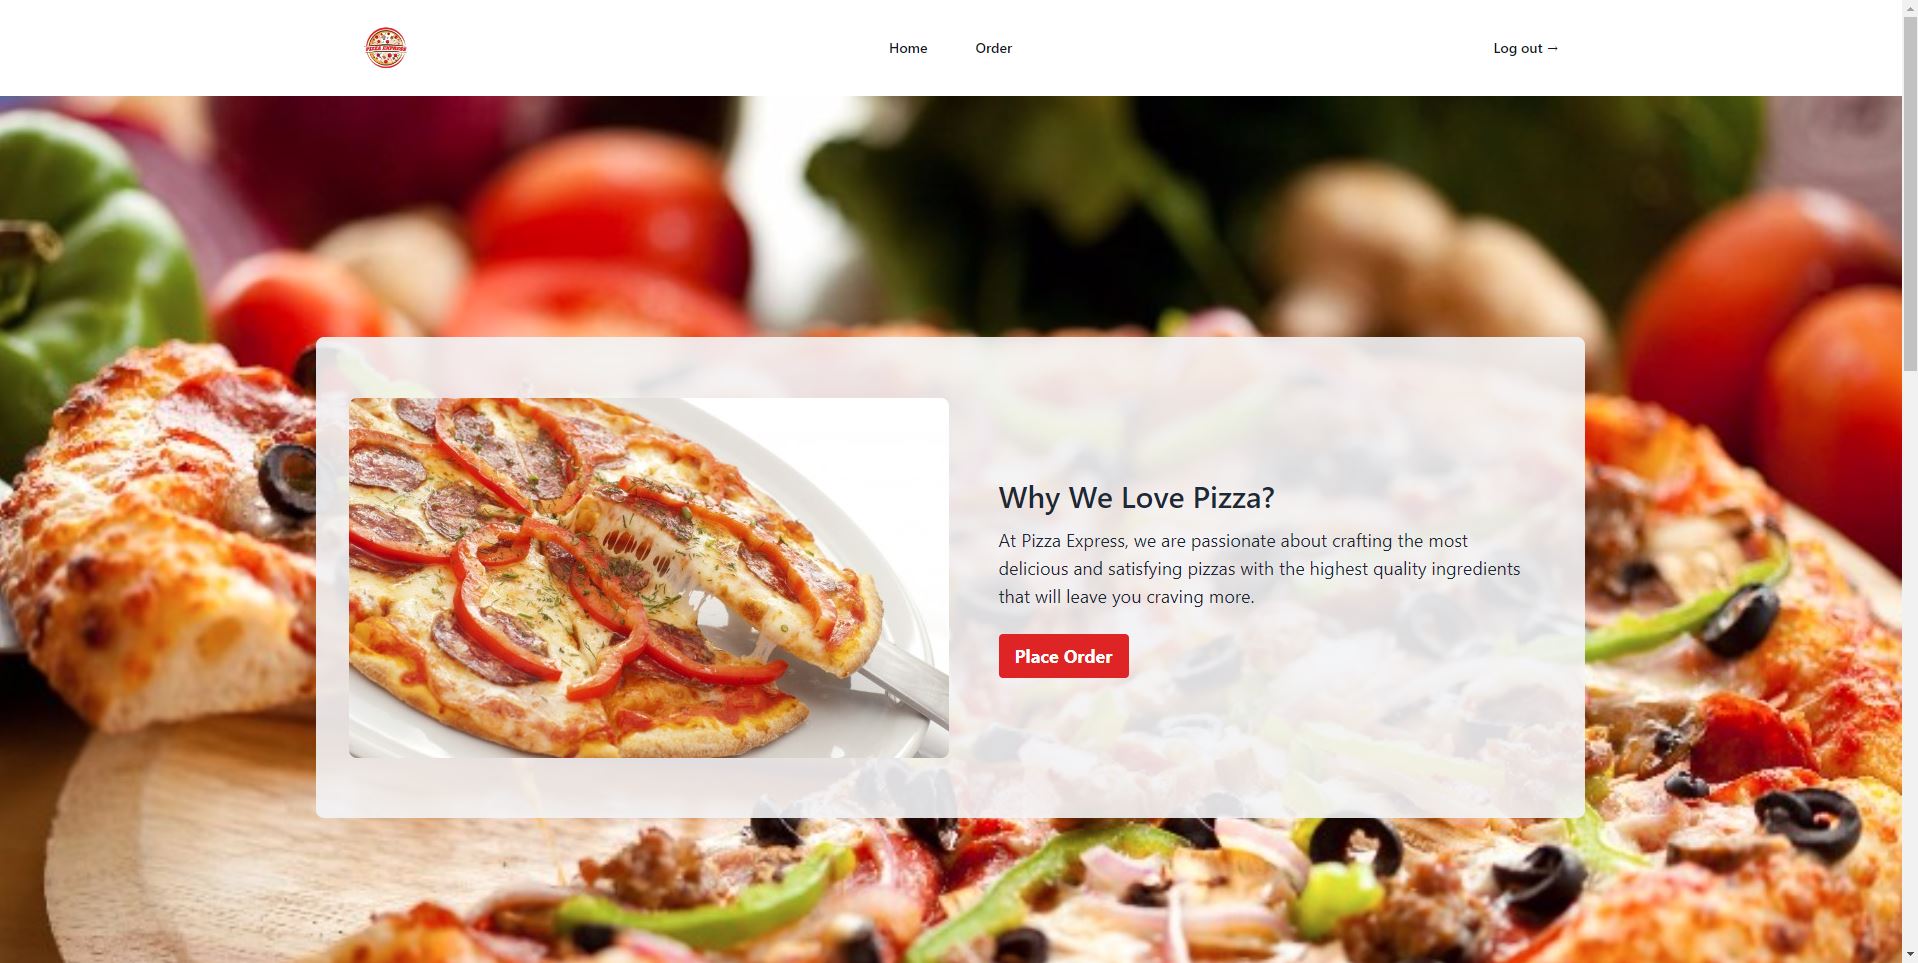 PIZZA EXPRESS
Home
Order
Log out →
Why We Love Pizza?
At Pizza Express, we are passionate about crafting the most
delicious and satisfying pizzas with the highest quality ingredients
that will leave you craving more.
Place Order